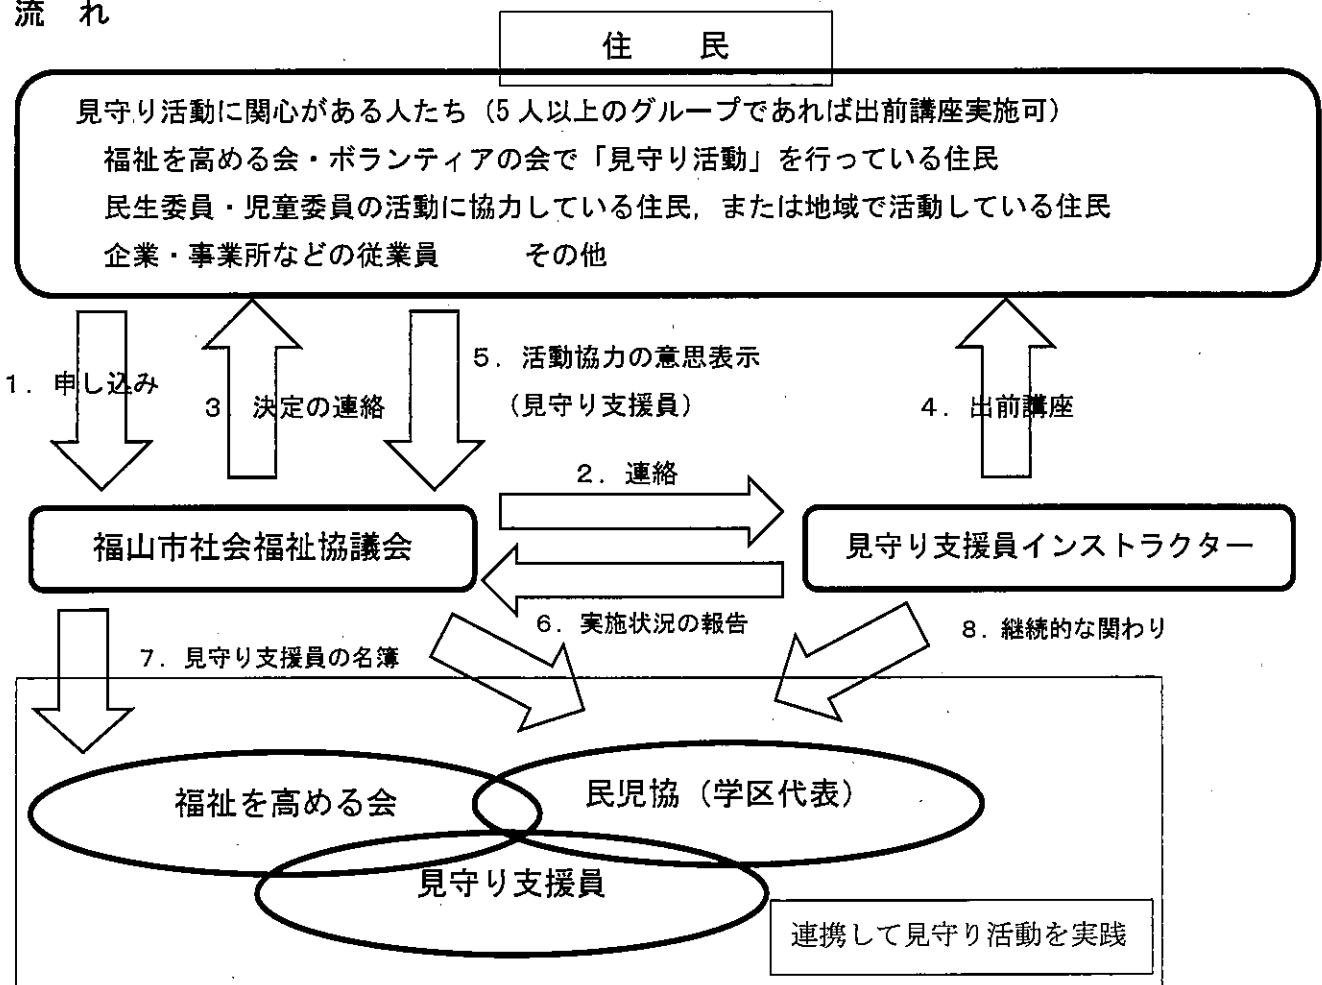 流 れ
住 民
見守り活動に関心がある人たち（5人以上のグループであれば出前講座実施可）
福祉を高める会・ボランティアの会で「見守り活動」を行っている住民
民生委員・児童委員の活動に協力している住民，または地域で活動している住民
企業・事業所などの従業員 その他
1．申し込み
3．決定の連絡
5．活動協力の意思表示
（見守り支援員）
4．出前講座
2．連絡
福山市社会福祉協議会
見守り支援員インストラクター
6．実施状況の報告
8．継続的な関わり
7．見守り支援員の名簿
福祉を高める会
民児協（学区代表）
見守り支援員
連携して見守り活動を実践